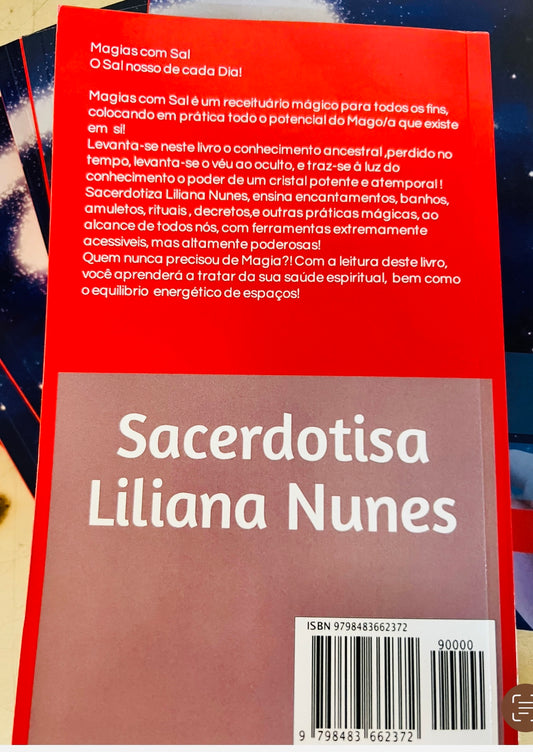 Magias com Sal
O Sal nosso de cada Dia!
Magias com Sal é um receituário mágico para todos os fins,
colocando em prática todo o potencial do Mago/a que existe
em si!
Levanta-se neste livro o conhecimento ancestral ,perdido no
tempo, levanta-se o véu ao oculto, e traz-se à luz do
conhecimento o poder de um cristal potente e atemporal !
Sacerdotiza Liliana Nunes, ensina encantamentos, banhos,
amuletos, rituais , decretos,e outras práticas mágicas, ao
alcance de todos nós, com ferramentas extremamente
acessiveis, mas altamente poderosas!
Quem nunca precisou de Magia?! Com a leitura deste livro,
você aprenderá a tratar da sua saúde espiritual, bem como
o equilibrio energético de espaços!
Sacerdotisa
Liliana Nunes
ISBN 9798483662372
90000
9 798483 662372